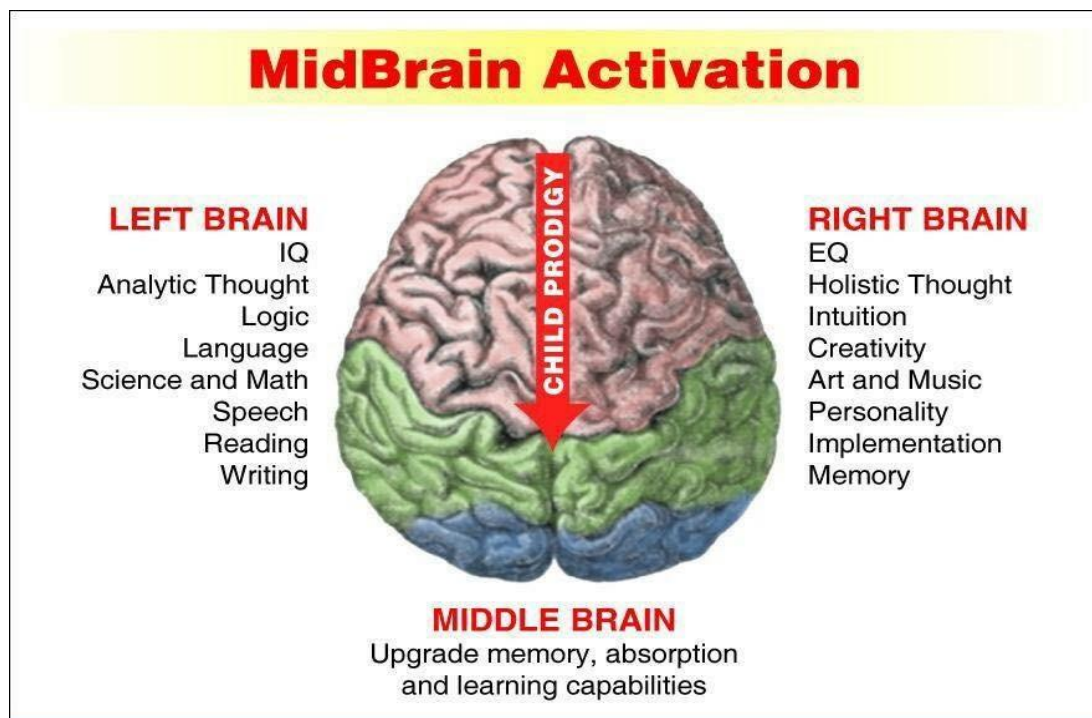 MidBrain Activation
LEFT BRAIN
IQ
Analytic Thought
Logic
Language
Science and Math
Speech
Reading
Writing
CHILD PRODIGY
RIGHT BRAIN
EQ
Holistic Thought
Intuition
Creativity
Art and Music
Personality
Implementation
Memory
MIDDLE BRAIN
Upgrade memory, absorption
and learning capabilities